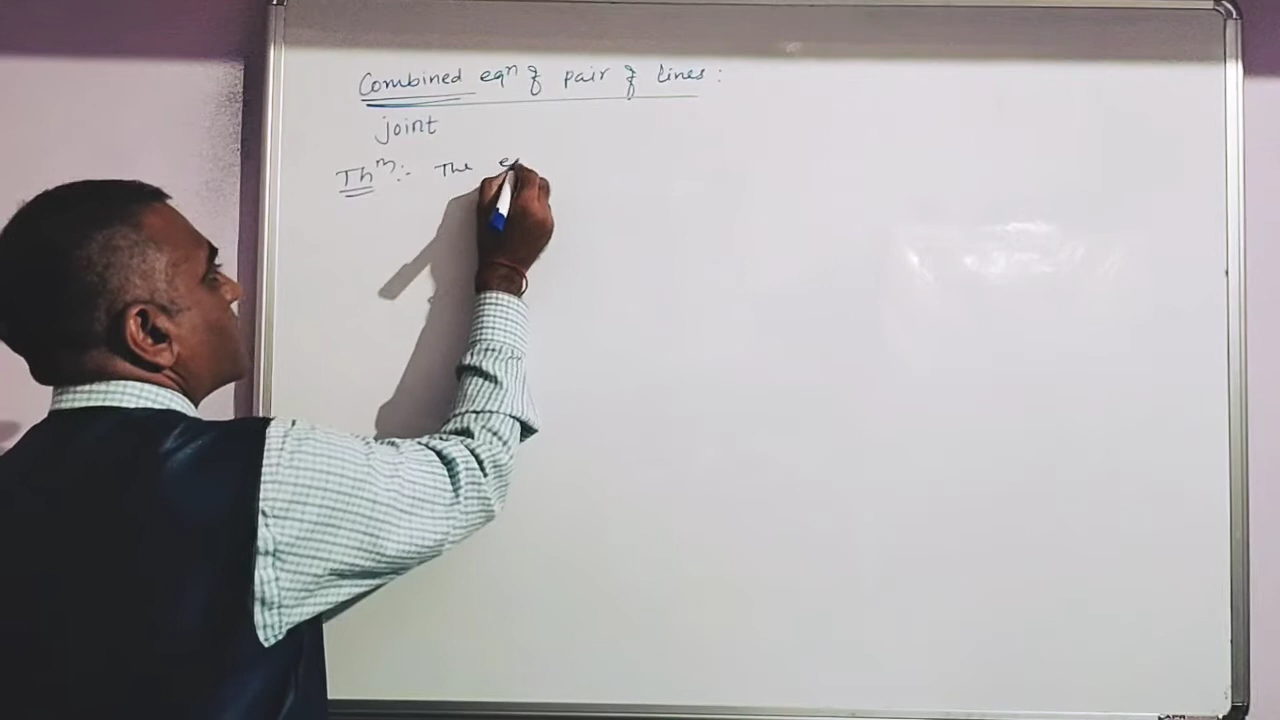 Combined eqn of pair of lines :
joint
Thm :- The e